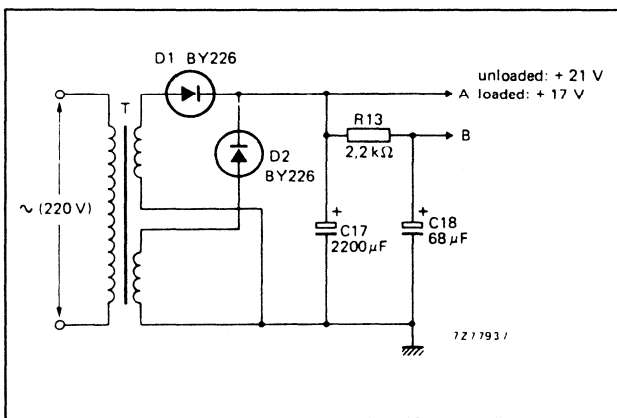 D1 BY226
unloaded: + 21 V
A loaded: + 17 V
T
R13
2,2 kΩ
B
D2
BY226
∼ (220 V)
+
C17
2200 μF
+
C18
68 μF
7Z77937